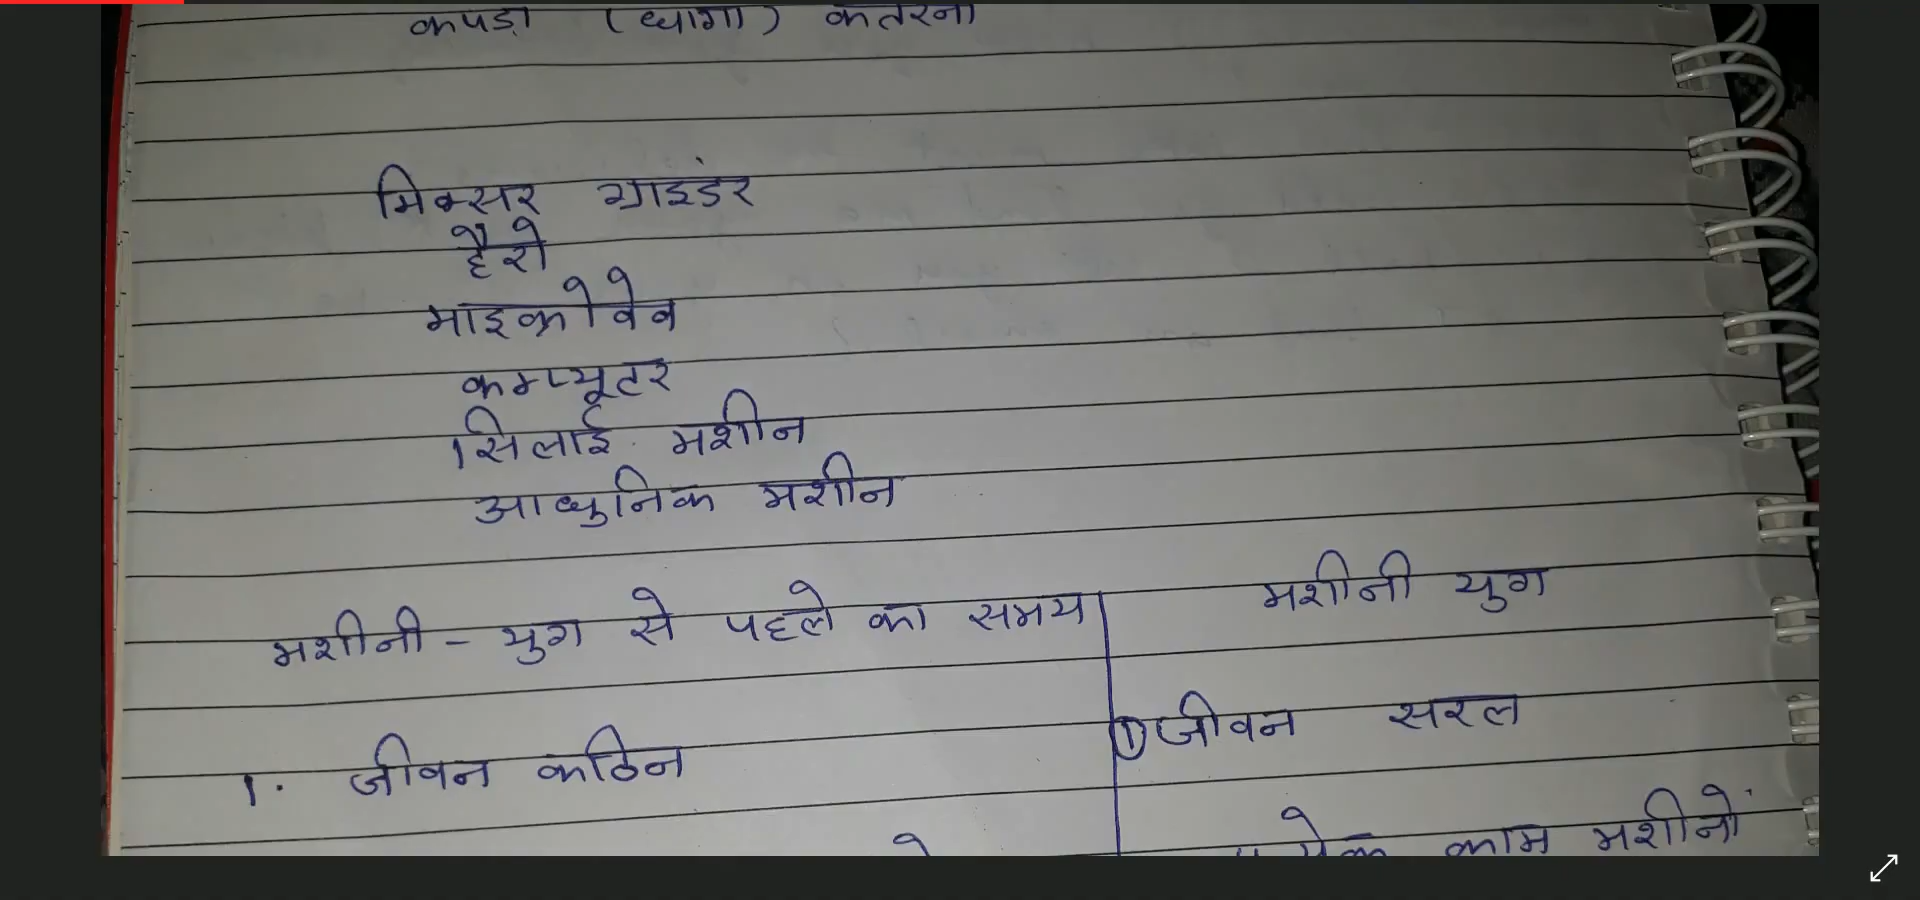 कपड़ा (धागा) कतरना
मिक्सर ग्राइंडर
हैरो
माइक्रोवेव
कम्प्यूटर
सिलाई मशीन
आधुनिक मशीन
मशीनी - युग से पहले का समय
मशीनी युग
1. जीवन कठिन
① जीवन सरल
काम मशीनों